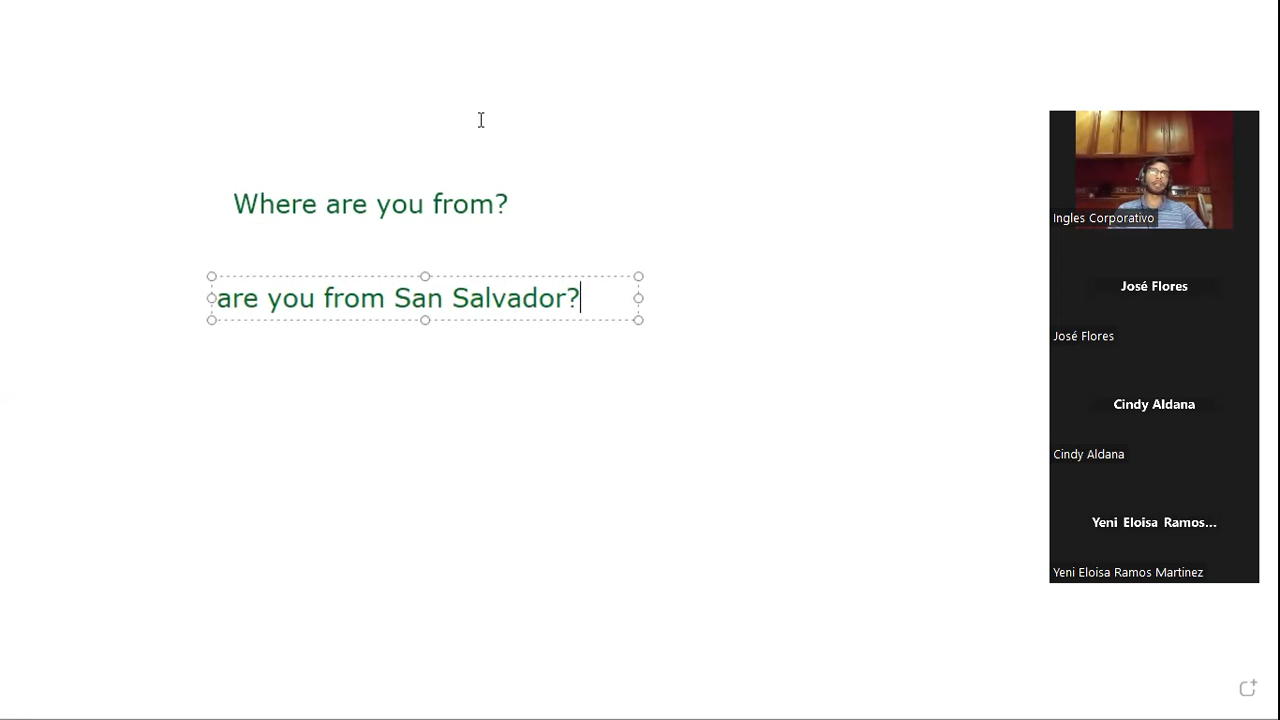 Where are you from?
are you from San Salvador?
Ingles Corporativo
José Flores
José Flores
Cindy Aldana
Cindy Aldana
Yeni Eloisa Ramos...
Yeni Eloisa Ramos Martinez